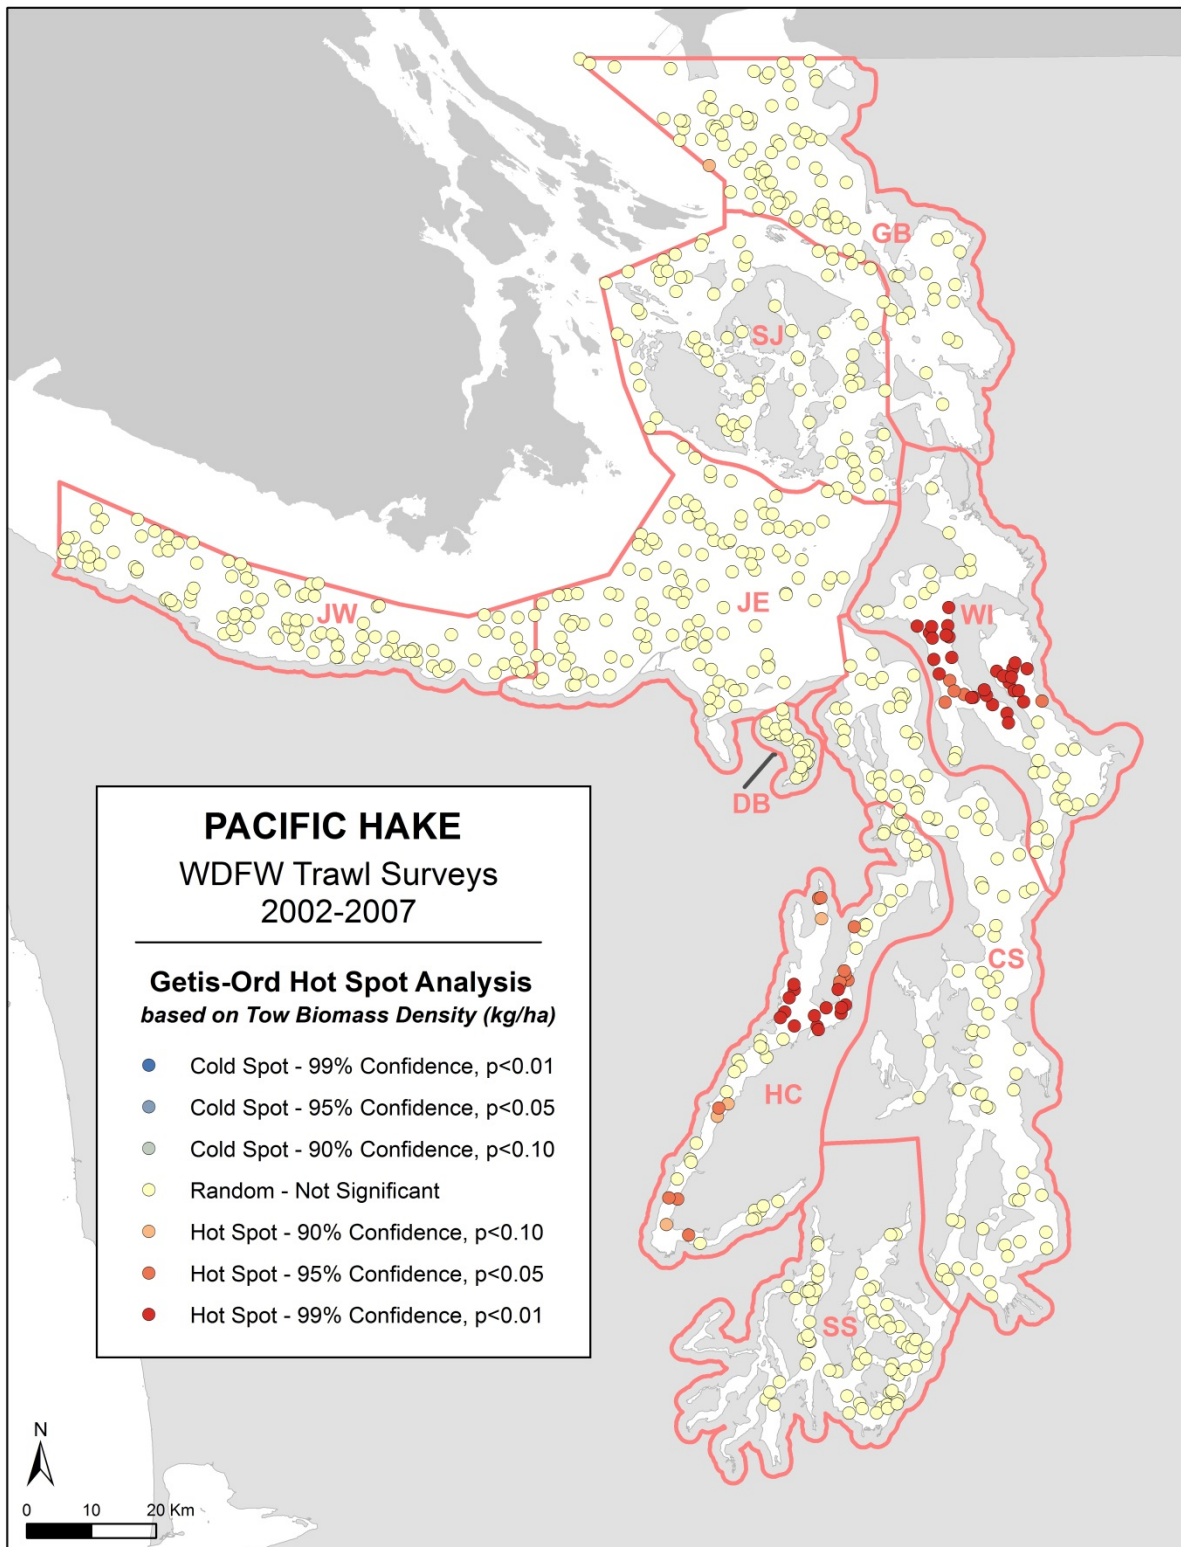 GB
SJ
JW
JE
WI
DB
CS
HC
SS
PACIFIC HAKE
WDFW Trawl Surveys
2002-2007
Getis-Ord Hot Spot Analysis
based on Tow Biomass Density (kg/ha)
Cold Spot - 99% Confidence, p<0.01
Cold Spot - 95% Confidence, p<0.05
Cold Spot - 90% Confidence, p<0.10
Random - Not Significant
Hot Spot - 90% Confidence, p<0.10
Hot Spot - 95% Confidence, p<0.05
Hot Spot - 99% Confidence, p<0.01
N
0 10 20 Km